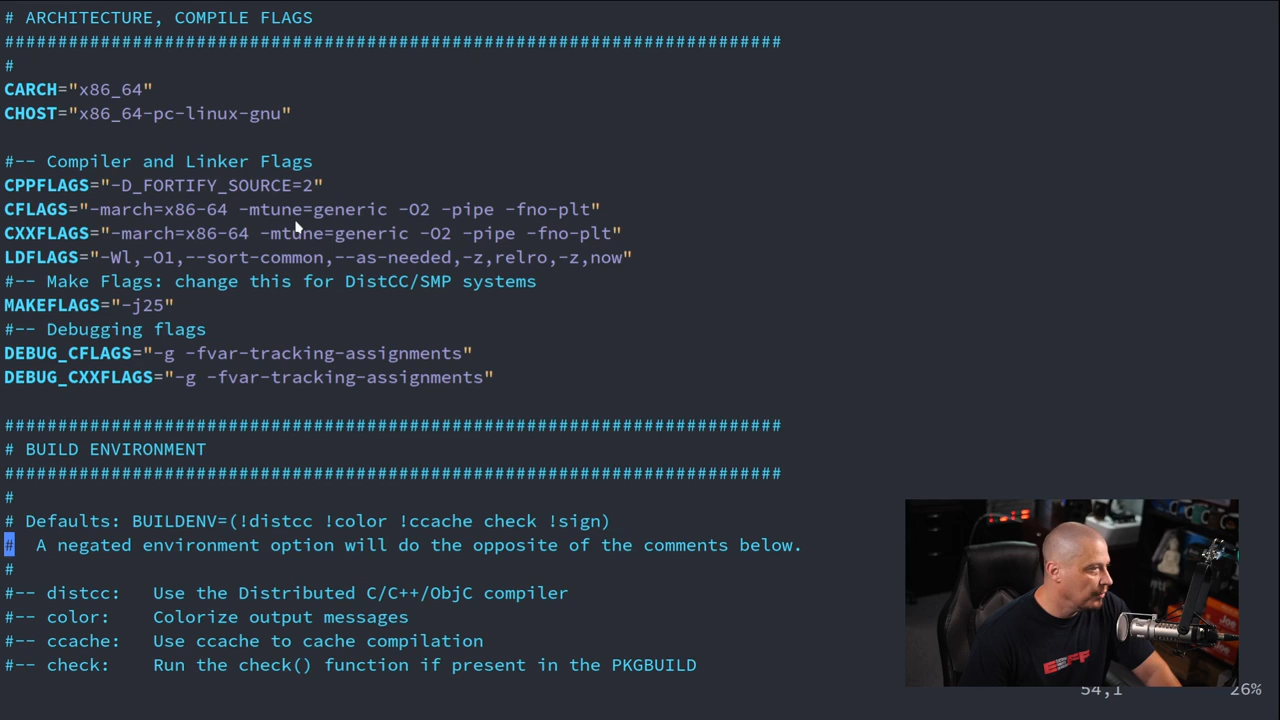 # ARCHITECTURE, COMPILE FLAGS
#########################################################################
#
CARCH="x86_64"
CHOST="x86_64-pc-linux-gnu"
#-- Compiler and Linker Flags
CPPFLAGS="-D_FORTIFY_SOURCE=2"
CFLAGS="-march=x86-64 -mtune=generic -O2 -pipe -fno-plt"
CXXFLAGS="-march=x86-64 -mtune=generic -O2 -pipe -fno-plt"
LDFLAGS="-Wl,-O1,--sort-common,--as-needed,-z,relro,-z,now"
#-- Make Flags: change this for DistCC/SMP systems
MAKEFLAGS="-j25"
#-- Debugging flags
DEBUG_CFLAGS="-g -fvar-tracking-assignments"
DEBUG_CXXFLAGS="-g -fvar-tracking-assignments"
#########################################################################
# BUILD ENVIRONMENT
#########################################################################
#
# Defaults: BUILDENV=(!distcc !color !ccache check !sign)
#  A negated environment option will do the opposite of the comments below.
#
#-- distcc:   Use the Distributed C/C++/ObjC compiler
#-- color:    Colorize output messages
#-- ccache:   Use ccache to cache compilation
#-- check:    Run the check() function if present in the PKGBUILD
54,1 26%